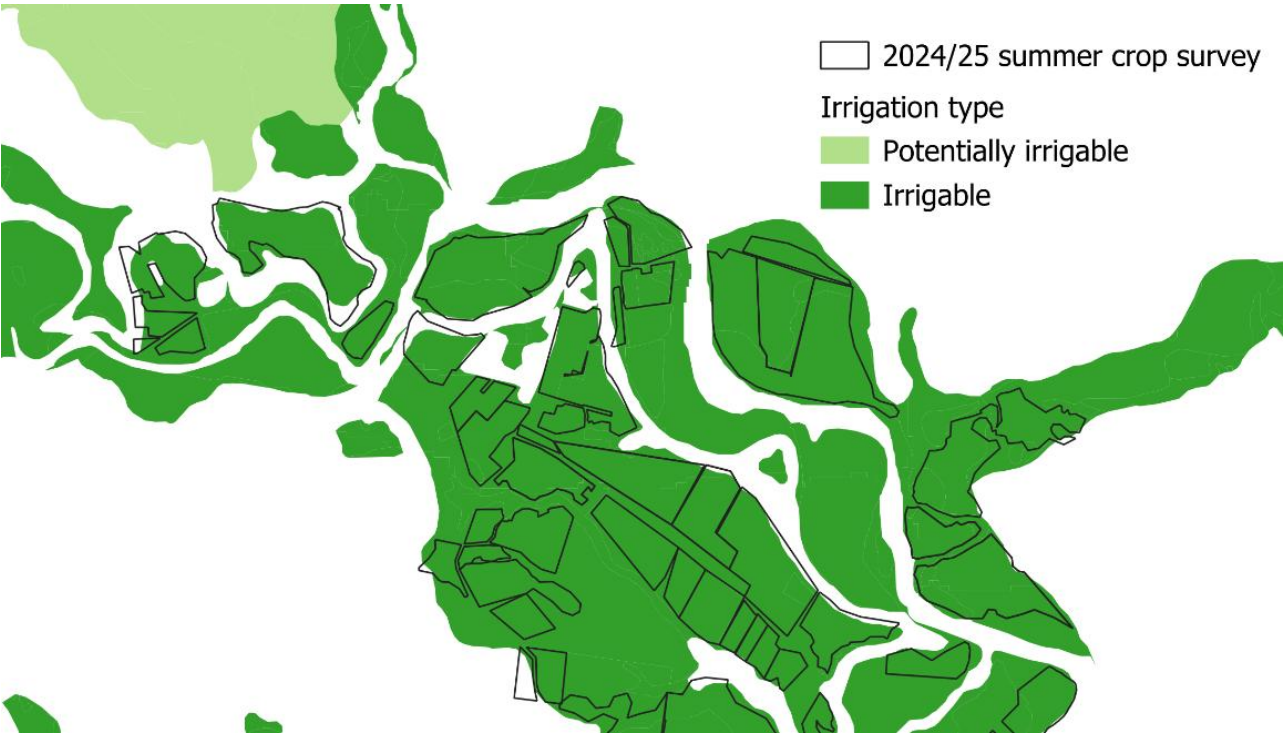 2024/25 summer crop survey
Irrigation type
Potentially irrigable
Irrigable